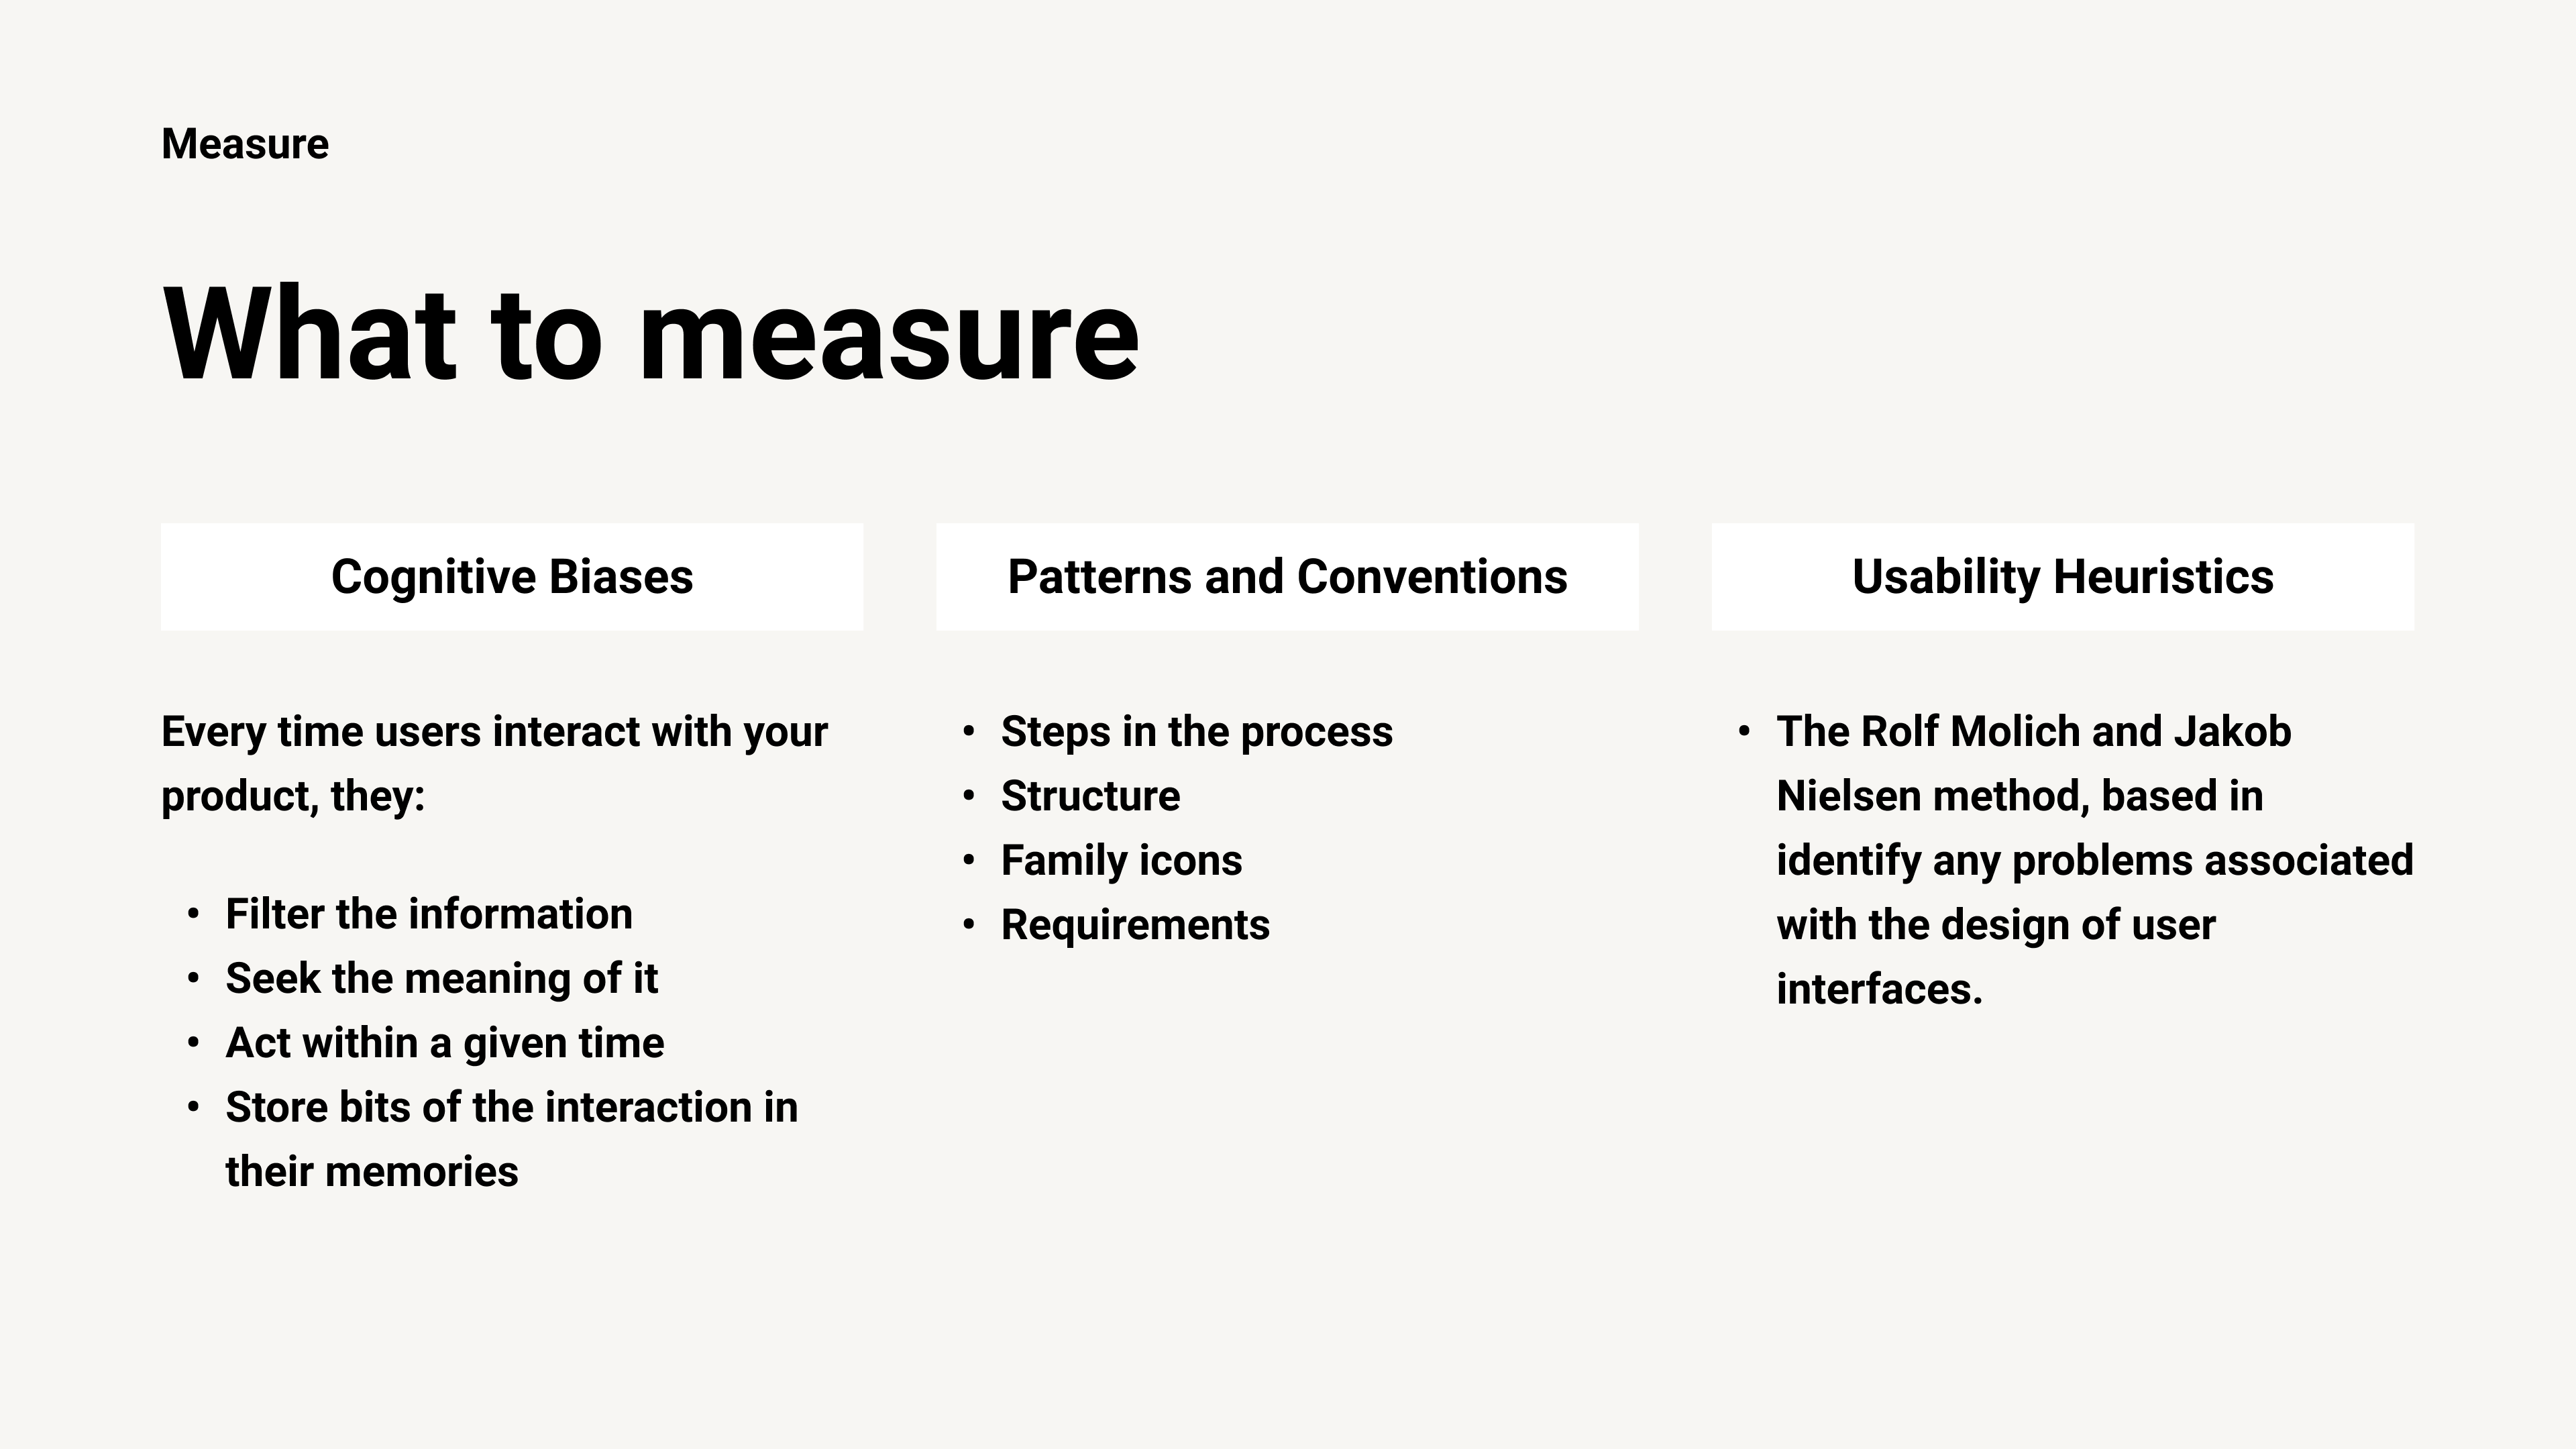 Measure
What to measure
Cognitive Biases
Every time users interact with your
product, they:
• Filter the information
• Seek the meaning of it
• Act within a given time
• Store bits of the interaction in
their memories
Patterns and Conventions
• Steps in the process
• Structure
• Family icons
• Requirements
Usability Heuristics
• The Rolf Molich and Jakob
Nielsen method, based in
identify any problems associated
with the design of user
interfaces.